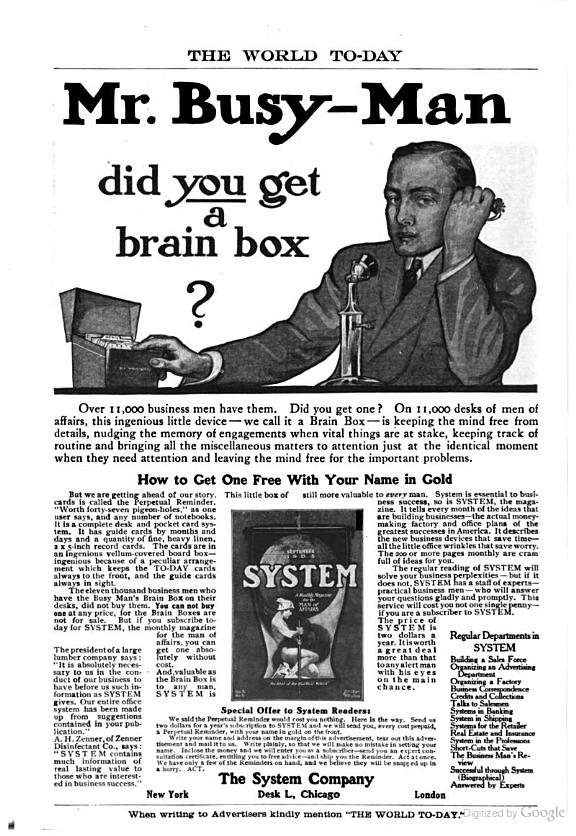 THE WORLD TO-DAY
Mr. Busy-Man
did you get
a
brain box
?
Over 11,000 business men have them. Did you get one? On 11,000 desks of men of
affairs, this ingenious little device — we call it a Brain Box — is keeping the mind free from
details, nudging the memory of engagements when vital things are at stake, keeping track of
routine and bringing all the miscellaneous matters to attention just at the identical moment
when they need attention and leaving the mind free for the important problems.
How to Get One Free With Your Name in Gold
But we are getting ahead of our story.
cards is called the Perpetual Reminder.
"Worth forty-seven pigeon-holes," as one
user says, and any number of notebooks.
It is a complete desk and pocket card sys-
tem. It has guide cards by months and
days and a quantity of fine, heavy linen,
2 x 5-inch record cards. The cards are in
an ingenious vellum-covered board box—
ingenious because of a peculiar arrange-
ment which keeps the TO-DAY cards
always to the front, and the guide cards
always in sight.
The eleven thousand business men who
have the Busy Man's Brain Box on their
desks, did not buy them. You can not buy
one at any price, for the Brain Boxes are
not for sale. But if you subscribe to-
day for SYSTEM, the monthly magazine
for the man of
affairs, you can
get one abso-
lutely without
cost.
And, valuable as
the Brain Box is
to any man,
SYSTEM is
The president of a large
lumber company says:
"It is absolutely neces-
sary to us in the con-
duct of our business to
have before us such in-
formation as SYSTEM
gives. Our entire office
system has been made
up from suggestions
contained in your pub-
lication."
A. H. Zenner, of Zenner
Disinfectant Co., says:
"SYSTEM contains
much information of
real lasting value to
those who are interest-
ed in business success."
This little box of
SEPTEMBER
SYSTEM
A Monthly Magazine
for the
MAN OF
AFFAIRS
still more valuable to every man. System is essential to busi-
ness success, so is SYSTEM, the maga-
zine. It tells every month of the ideas that
are building businesses—the actual money-
making factory and office plans of the
greatest successes in America. It describes
the new business devices that save time—
all the little office wrinkles that save worry.
The 200 or more pages monthly are cram
full of ideas for you.
The regular reading of SYSTEM will
solve your business perplexities—but if it
does not, SYSTEM has a staff of experts—
practical business men—who will answer
your questions gladly and promptly. This
service will cost you not one single penny—
if you are a subscriber to SYSTEM.
The price of
SYSTEM is
two dollars a
year. It is worth
a great deal
more than that
to any alert man
with his eyes
on the main
chance.
Regular Departments in
SYSTEM
Building a Sales Force
Organizing an Advertising
Department
Organizing a Factory
Business Correspondence
Credits and Collections
Talks to Salesmen
Systems in Banking
System in Shipping
Systems for the Retailer
Real Estate and Insurance
System in the Professions
Short-Cuts that Save
The Business Man's Re-
view
Successful through System
(Biographical)
Answered by Experts
Special Offer to System Readers:
We said the Perpetual Reminder would cost you nothing. Here is the way. Send us
two dollars for a year's subscription to SYSTEM and we will send you, every cost prepaid,
a Perpetual Reminder, with your name in gold on the front.
Write your name and address on the margin of this advertisement, tear out this adver-
tisement and mail it to us. Write plainly, so that we will make no mistake in setting your
name. Inclose the money and we will enter you as a subscriber—send you an expert con-
sultation certificate, entitling you to free advice—and ship you the Reminder. Act at once.
We have only a few of the Reminders on hand, and we believe they will be snapped up in
a hurry. ACT.
The System Company
New York Desk L, Chicago London
When writing to Advertisers kindly mention "THE WORLD TO-DAY."
Digitized by Google